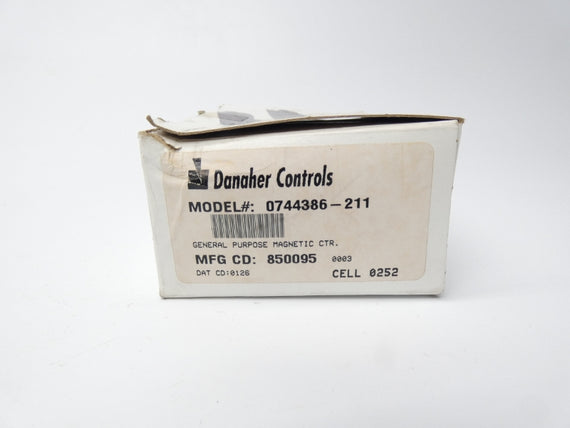 Danaher Controls
MODEL#: 0744386-211
GENERAL PURPOSE MAGNETIC CTR.
MFG CD: 850095 0003
DAT CD:0126 CELL 0252